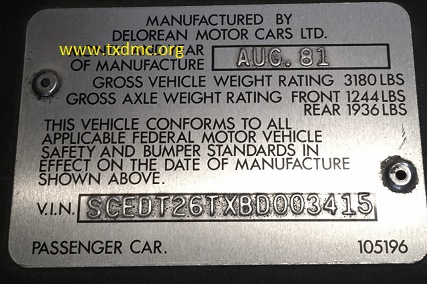 MANUFACTURED BY
DELOREAN MOTOR CARS LTD.
www.txdmc.org
OF MANUFACTURE AUG. 81
GROSS VEHICLE WEIGHT RATING 3180 LBS
GROSS AXLE WEIGHT RATING FRONT 1244LBS
REAR 1936 LBS
THIS VEHICLE CONFORMS TO ALL
APPLICABLE FEDERAL MOTOR VEHICLE
SAFETY AND BUMPER STANDARDS IN
EFFECT ON THE DATE OF MANUFACTURE
SHOWN ABOVE.
V.I.N. SCEDT26TXBD003415
PASSENGER CAR. 105196